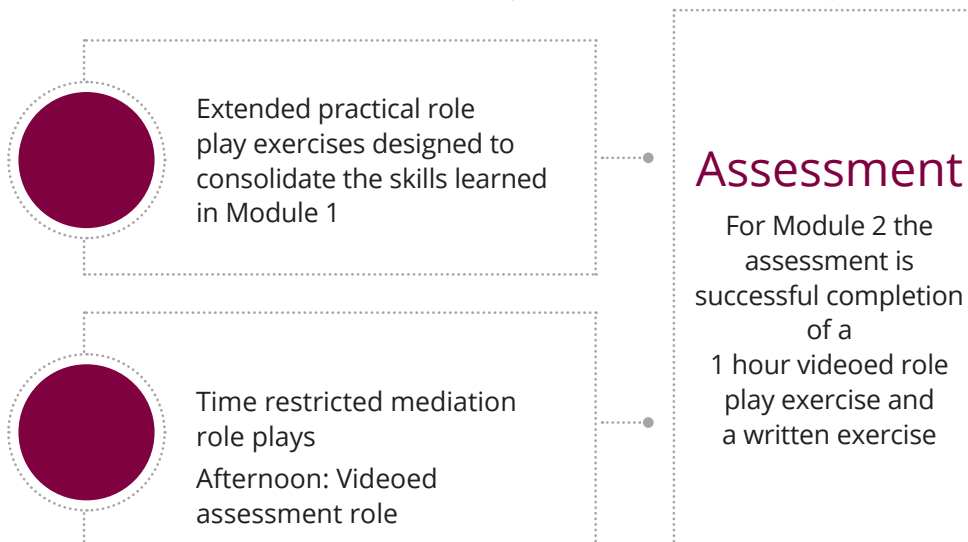 Extended practical role
play exercises designed to
consolidate the skills learned
in Module 1
Time restricted mediation
role plays
Afternoon: Videoed
assessment role
Assessment
For Module 2 the
assessment is
successful completion
of a
1 hour videoed role
play exercise and
a written exercise